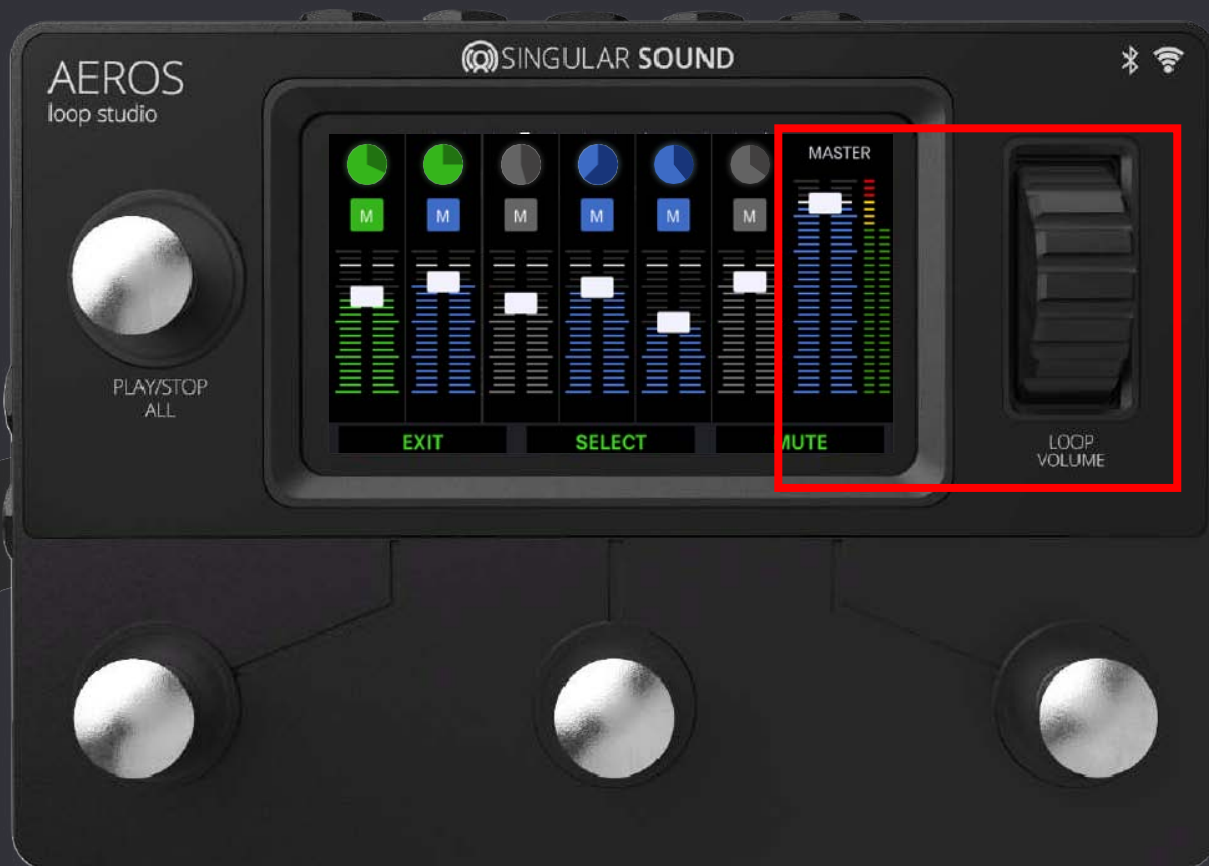 SINGULAR SOUND
AEROS
loop studio
MASTER
M
M
M
M
M
M
PLAY/STOP
ALL
EXIT
SELECT
MUTE
LOOP
VOLUME